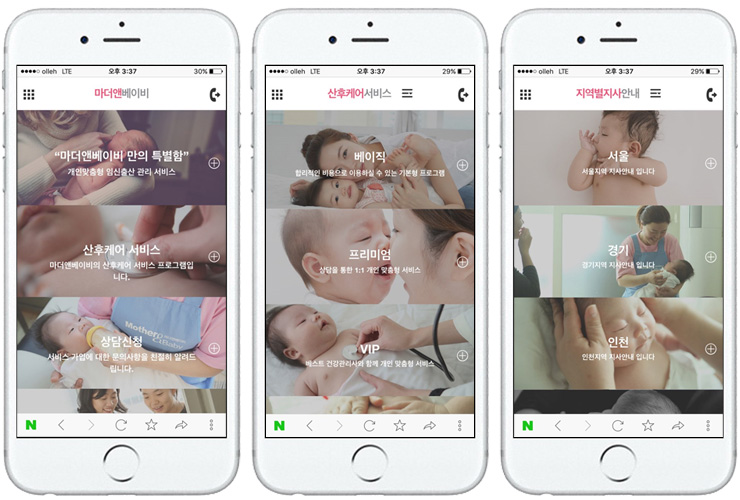 olleh LTE 오후 3:37 30%
마더앤베이비
“마더앤베이비 만의 특별함”
개인맞춤형 임신출산 관리 서비스
산후케어 서비스
마더앤베이비의 산후케어 서비스 프로그램입
니다.
Mother
&Baby
상담신청
서비스 가입에 대한 문의사항을 친절히 알려드
립니다.
N
olleh LTE 오후 3:37 29%
산후케어서비스
베이직
합리적인 비용으로 이용하실 수 있는 기본형 프로그램
프리미엄
상담을 통한 1:1 개인 맞춤형 서비스
VIP
베스트 건강관리사와 함께 개인 맞춤형 서비스
N
olleh LTE 오후 3:37 29%
지역별지사안내
서울
서울지역 지사안내 입니다
경기
경기지역 지사안내 입니다
인천
인천지역 지사안내 입니다
N